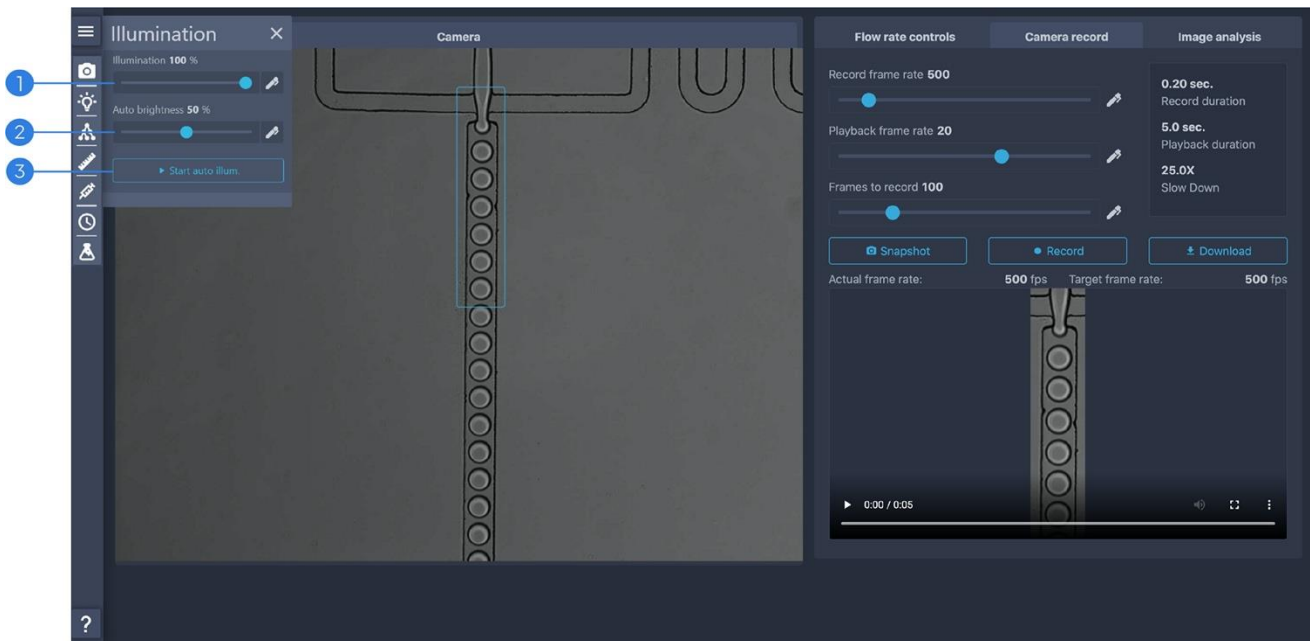 Illumination
Illumination 100 %
Auto brightness 50 %
Start auto illum.
1
2
3
?
Camera
Flow rate controls
Camera record
Image analysis
Record frame rate 500
Playback frame rate 20
Frames to record 100
0.20 sec.
Record duration
5.0 sec.
Playback duration
25.0X
Slow Down
Snapshot
Record
Download
Actual frame rate: 500 fps Target frame rate: 500 fps
0:00 / 0:05